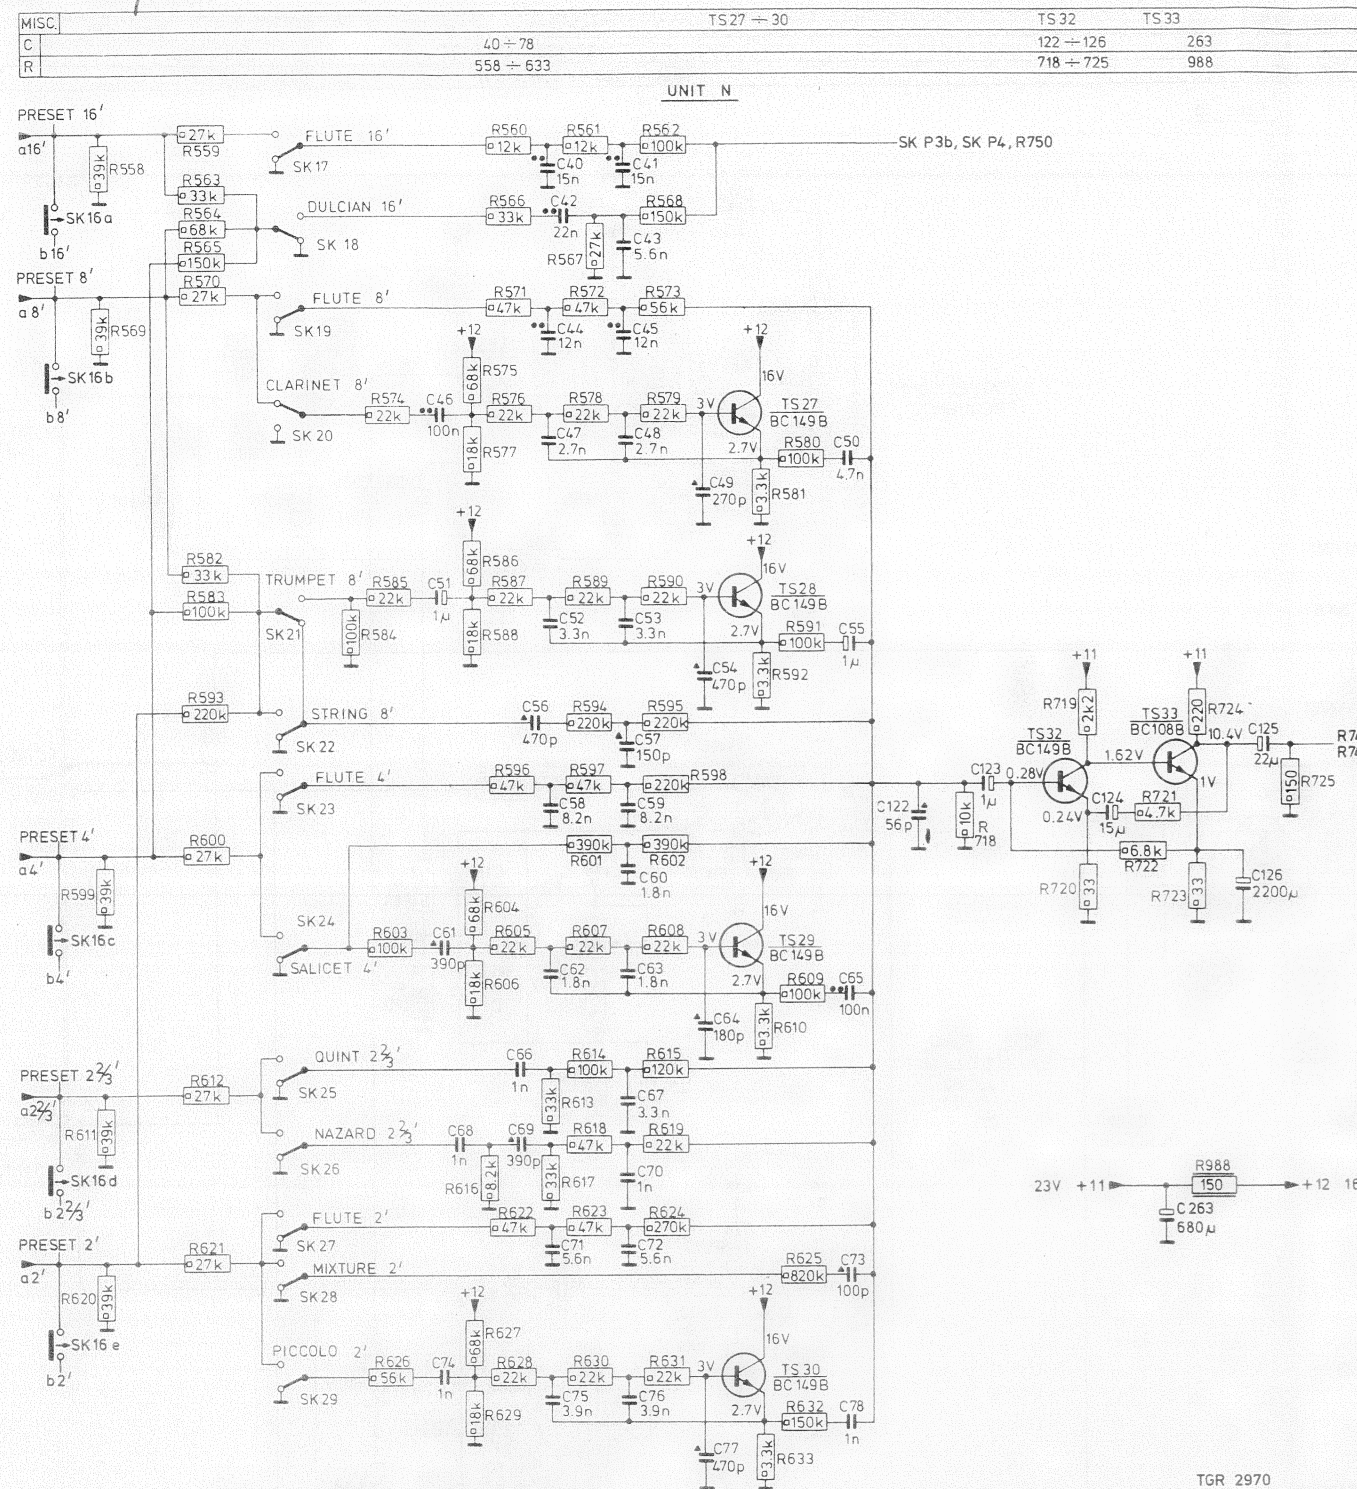 MISC. TS27 ÷ 30 TS32 TS33
C 40 ÷ 78 122 ÷ 126 263
R 558 ÷ 633 718 ÷ 725 988
UNIT N
PRESET 16'
a16'
R558
39k
SK16a
b16'
27k
R559
FLUTE 16'
SK17
R560
12k
R561
12k
R562
100k
C40
15n
C41
15n
SK P3b, SK P4, R750
R563
33k
R564
68k
R565
150k
DULCIAN 16'
SK 18
R566
33k
C42
22n
R567
27k
R568
150k
C43
5.6n
PRESET 8'
a8'
R569
39k
SK16b
b8'
R570
27k
FLUTE 8'
SK19
R571
47k
R572
47k
R573
56k
C44
12n
C45
12n
CLARINET 8'
SK 20
R574
22k
C46
100n
+12
R575
68k
R576
22k
R577
18k
R578
22k
R579
22k
C47
2.7n
C48
2.7n
3V
C49
270p
+12
16V
TS27
BC149B
2.7V
R580
100k
C50
4.7n
R581
3.3k
R582
33k
R583
100k
TRUMPET 8'
SK21
R584
100k
R585
22k
C51
1µ
+12
R586
68k
R587
22k
R588
18k
R589
22k
R590
22k
C52
3.3n
C53
3.3n
3V
C54
470p
+12
16V
TS28
BC149B
2.7V
R591
100k
C55
1µ
R592
3.3k
R593
220k
STRING 8'
SK22
C56
470p
R594
220k
R595
220k
C57
150p
FLUTE 4'
SK23
R596
47k
R597
47k
R598
220k
C58
8.2n
C59
8.2n
PRESET 4'
a4'
R599
39k
SK16c
b4'
R600
27k
390k
R601
390k
R602
C60
1.8n
SK24
SALICET 4'
R603
100k
C61
390p
+12
R604
68k
R605
22k
R606
18k
R607
22k
R608
22k
C62
1.8n
C63
1.8n
3V
C64
180p
+12
16V
TS29
BC149B
2.7V
R609
100k
C65
100n
R610
3.3k
C122
56p
10k
R
718
C123
1µ
0.28V
TS32
BC149B
+11
R719
2k2
1.62V
0.24V
R720
33
C124
15µ
R721
4.7k
6.8k
R722
TS33
BC108B
+11
220
R724
10.4V
1V
R723
33
C125
22µ
150
R725
C126
2200µ
PRESET 2⅔'
a2⅔'
R611
39k
SK16d
b2⅔'
R612
27k
QUINT 2⅔'
SK25
C66
1n
R613
33k
R614
100k
R615
120k
C67
3.3n
NAZARD 2⅔'
SK26
C68
1n
R616
8.2k
C69
390p
R617
33k
R618
47k
R619
22k
C70
1n
PRESET 2'
a2'
R620
39k
SK16e
b2'
R621
27k
FLUTE 2'
SK27
R622
47k
R623
47k
R624
270k
C71
5.6n
C72
5.6n
MIXTURE 2'
SK28
R625
820k
C73
100p
PICCOLO 2'
SK29
R626
56k
C74
1n
+12
R627
68k
R628
22k
R629
18k
R630
22k
R631
22k
C75
3.9n
C76
3.9n
3V
C77
470p
+12
16V
TS30
BC149B
2.7V
R632
150k
C78
1n
R633
3.3k
23V +11
R988
150
+12 16
C263
680µ
TGR 2970